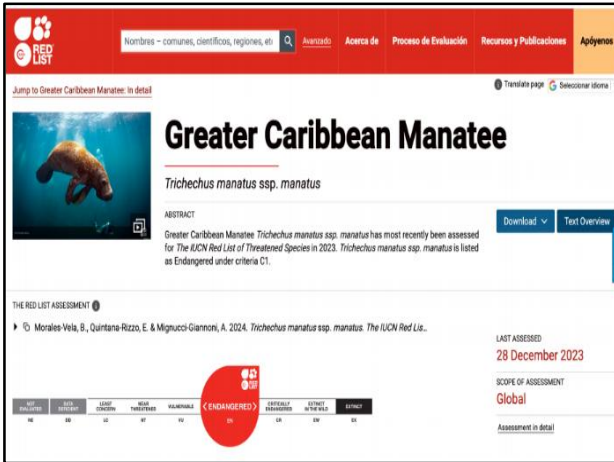 RED
LIST
Nombres – comunes, científicos, regiones, et
Avanzado
Acerca de
Proceso de Evaluación
Recursos y Publicaciones
Apóyenos
Jump to Greater Caribbean Manatee: In detail
Translate page
G Seleccionar idioma
Greater Caribbean Manatee
Trichechus manatus ssp. manatus
ABSTRACT
Greater Caribbean Manatee Trichechus manatus ssp. manatus has most recently been assessed
for The IUCN Red List of Threatened Species in 2023. Trichechus manatus ssp. manatus is listed
as Endangered under criteria C1.
Download
Text Overview
THE RED LIST ASSESSMENT
Morales-Vela, B., Quintana-Rizzo, E. & Mignucci-Giannoni, A. 2024. Trichechus manatus ssp. manatus. The IUCN Red Lis...
LAST ASSESSED
28 December 2023
SCOPE OF ASSESSMENT
Global
Assessment in detail
NOT EVALUATED
DATA DEFICIENT
LEAST CONCERN
NEAR THREATENED
VULNERABLE
< ENDANGERED >
CRITICALLY ENDANGERED
EXTINCT IN THE WILD
EXTINCT
NE
DD
LC
NT
VU
EN
CR
EW
EX